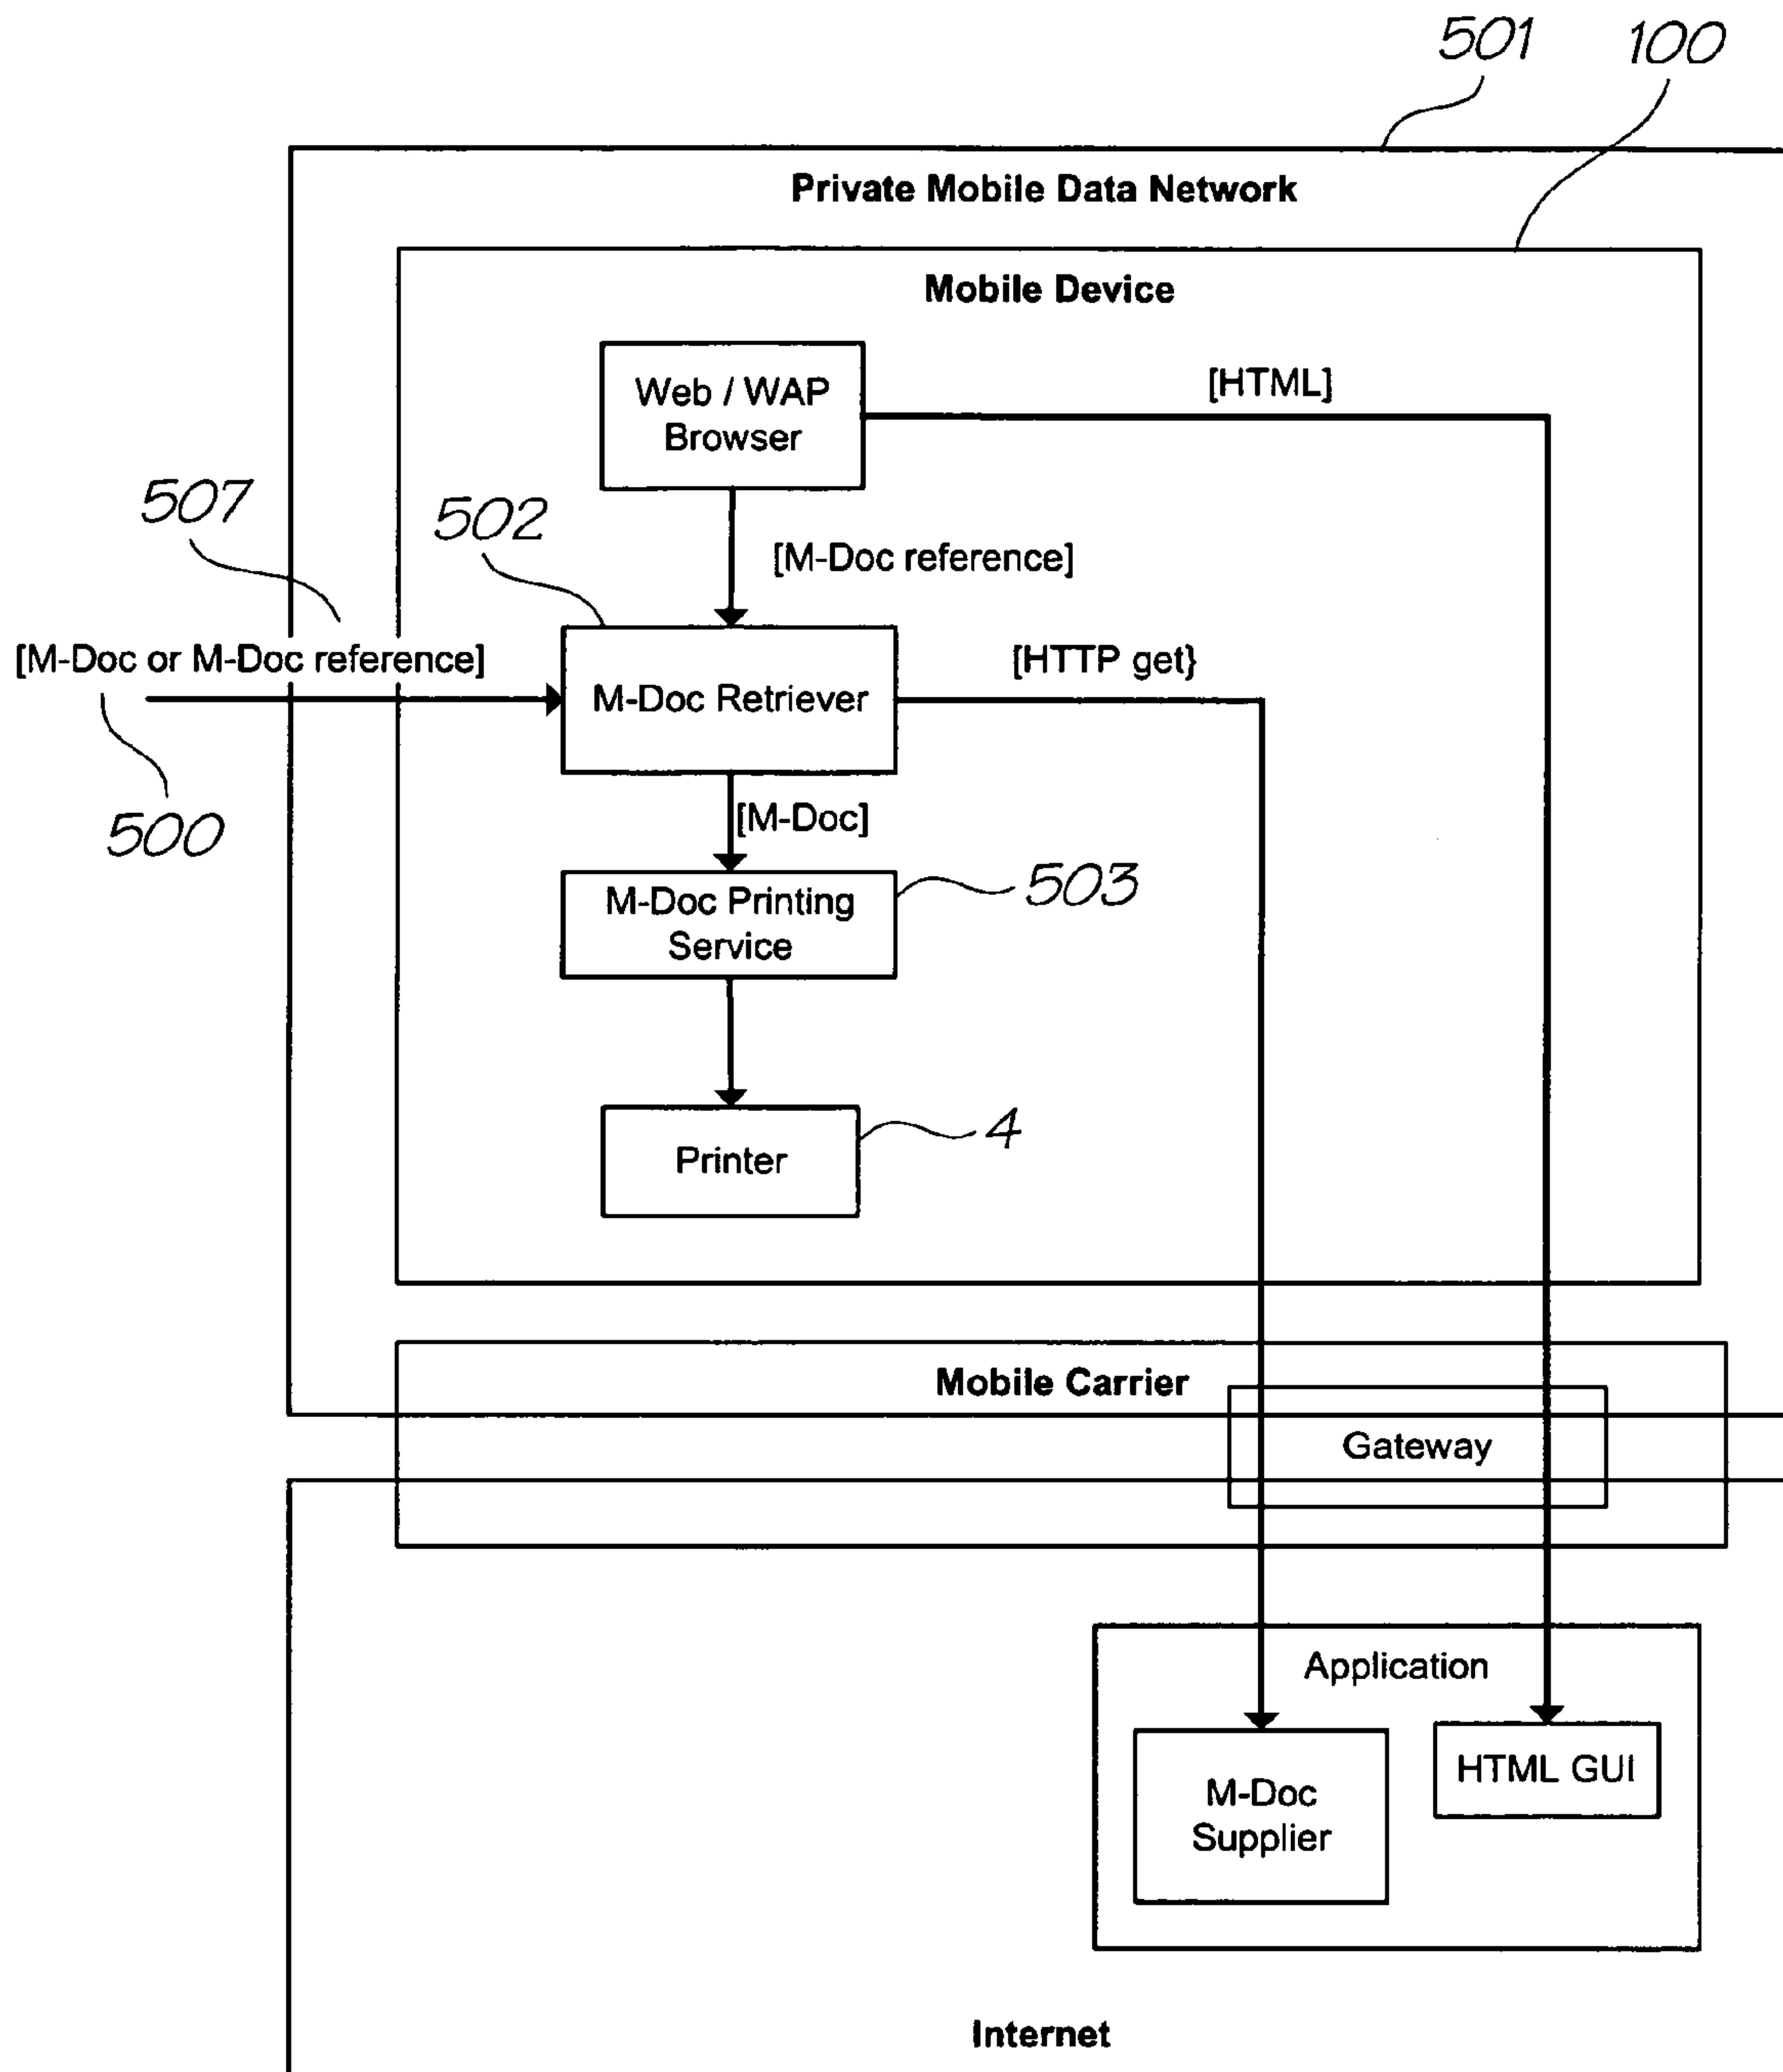 501
100
Private Mobile Data Network
Mobile Device
Web / WAP
Browser
[HTML]
507
502
[M-Doc reference]
[M-Doc or M-Doc reference]
[HTTP get}
M-Doc Retriever
500
[M-Doc]
M-Doc Printing
Service
503
Printer
4
Mobile Carrier
Gateway
Application
M-Doc
Supplier
HTML GUI
Internet